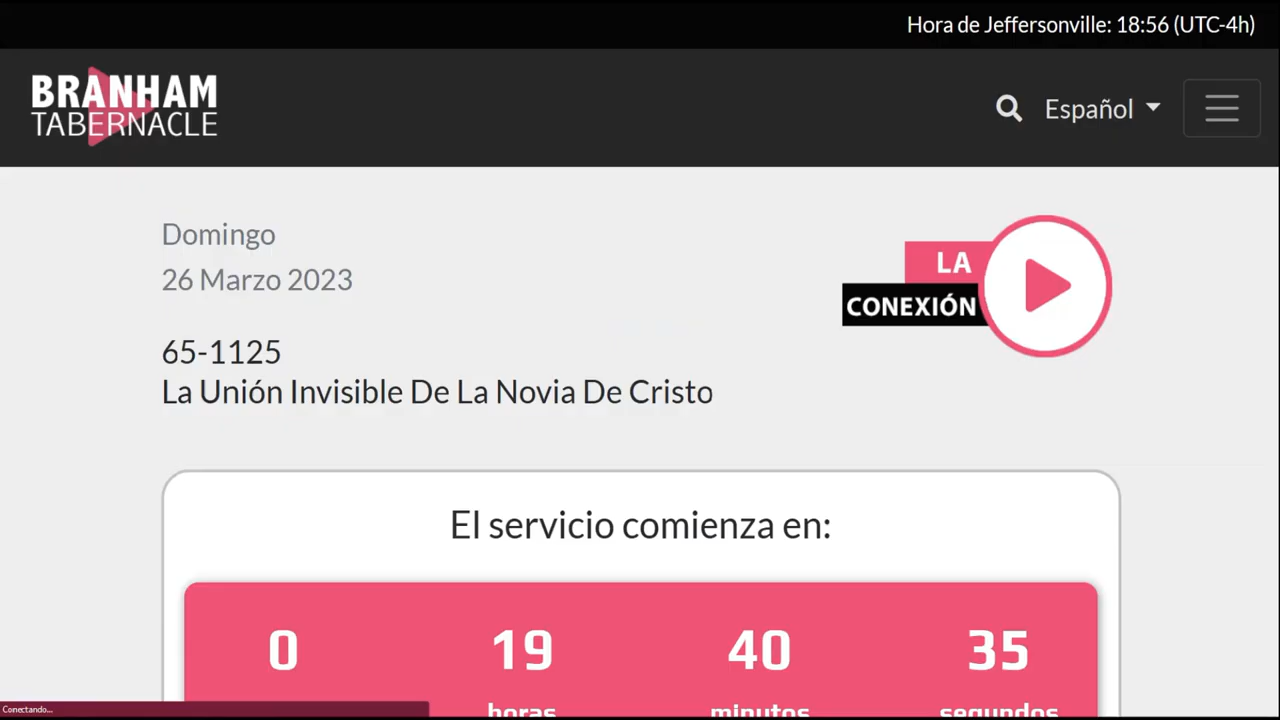 Hora de Jeffersonville: 18:56 (UTC-4h)
BRANHAM
TABERNACLE
Español
Domingo
26 Marzo 2023
LA
CONEXIÓN
65-1125
La Unión Invisible De La Novia De Cristo
El servicio comienza en:
0 19 40 35
horas minutos segundos
Conectando...